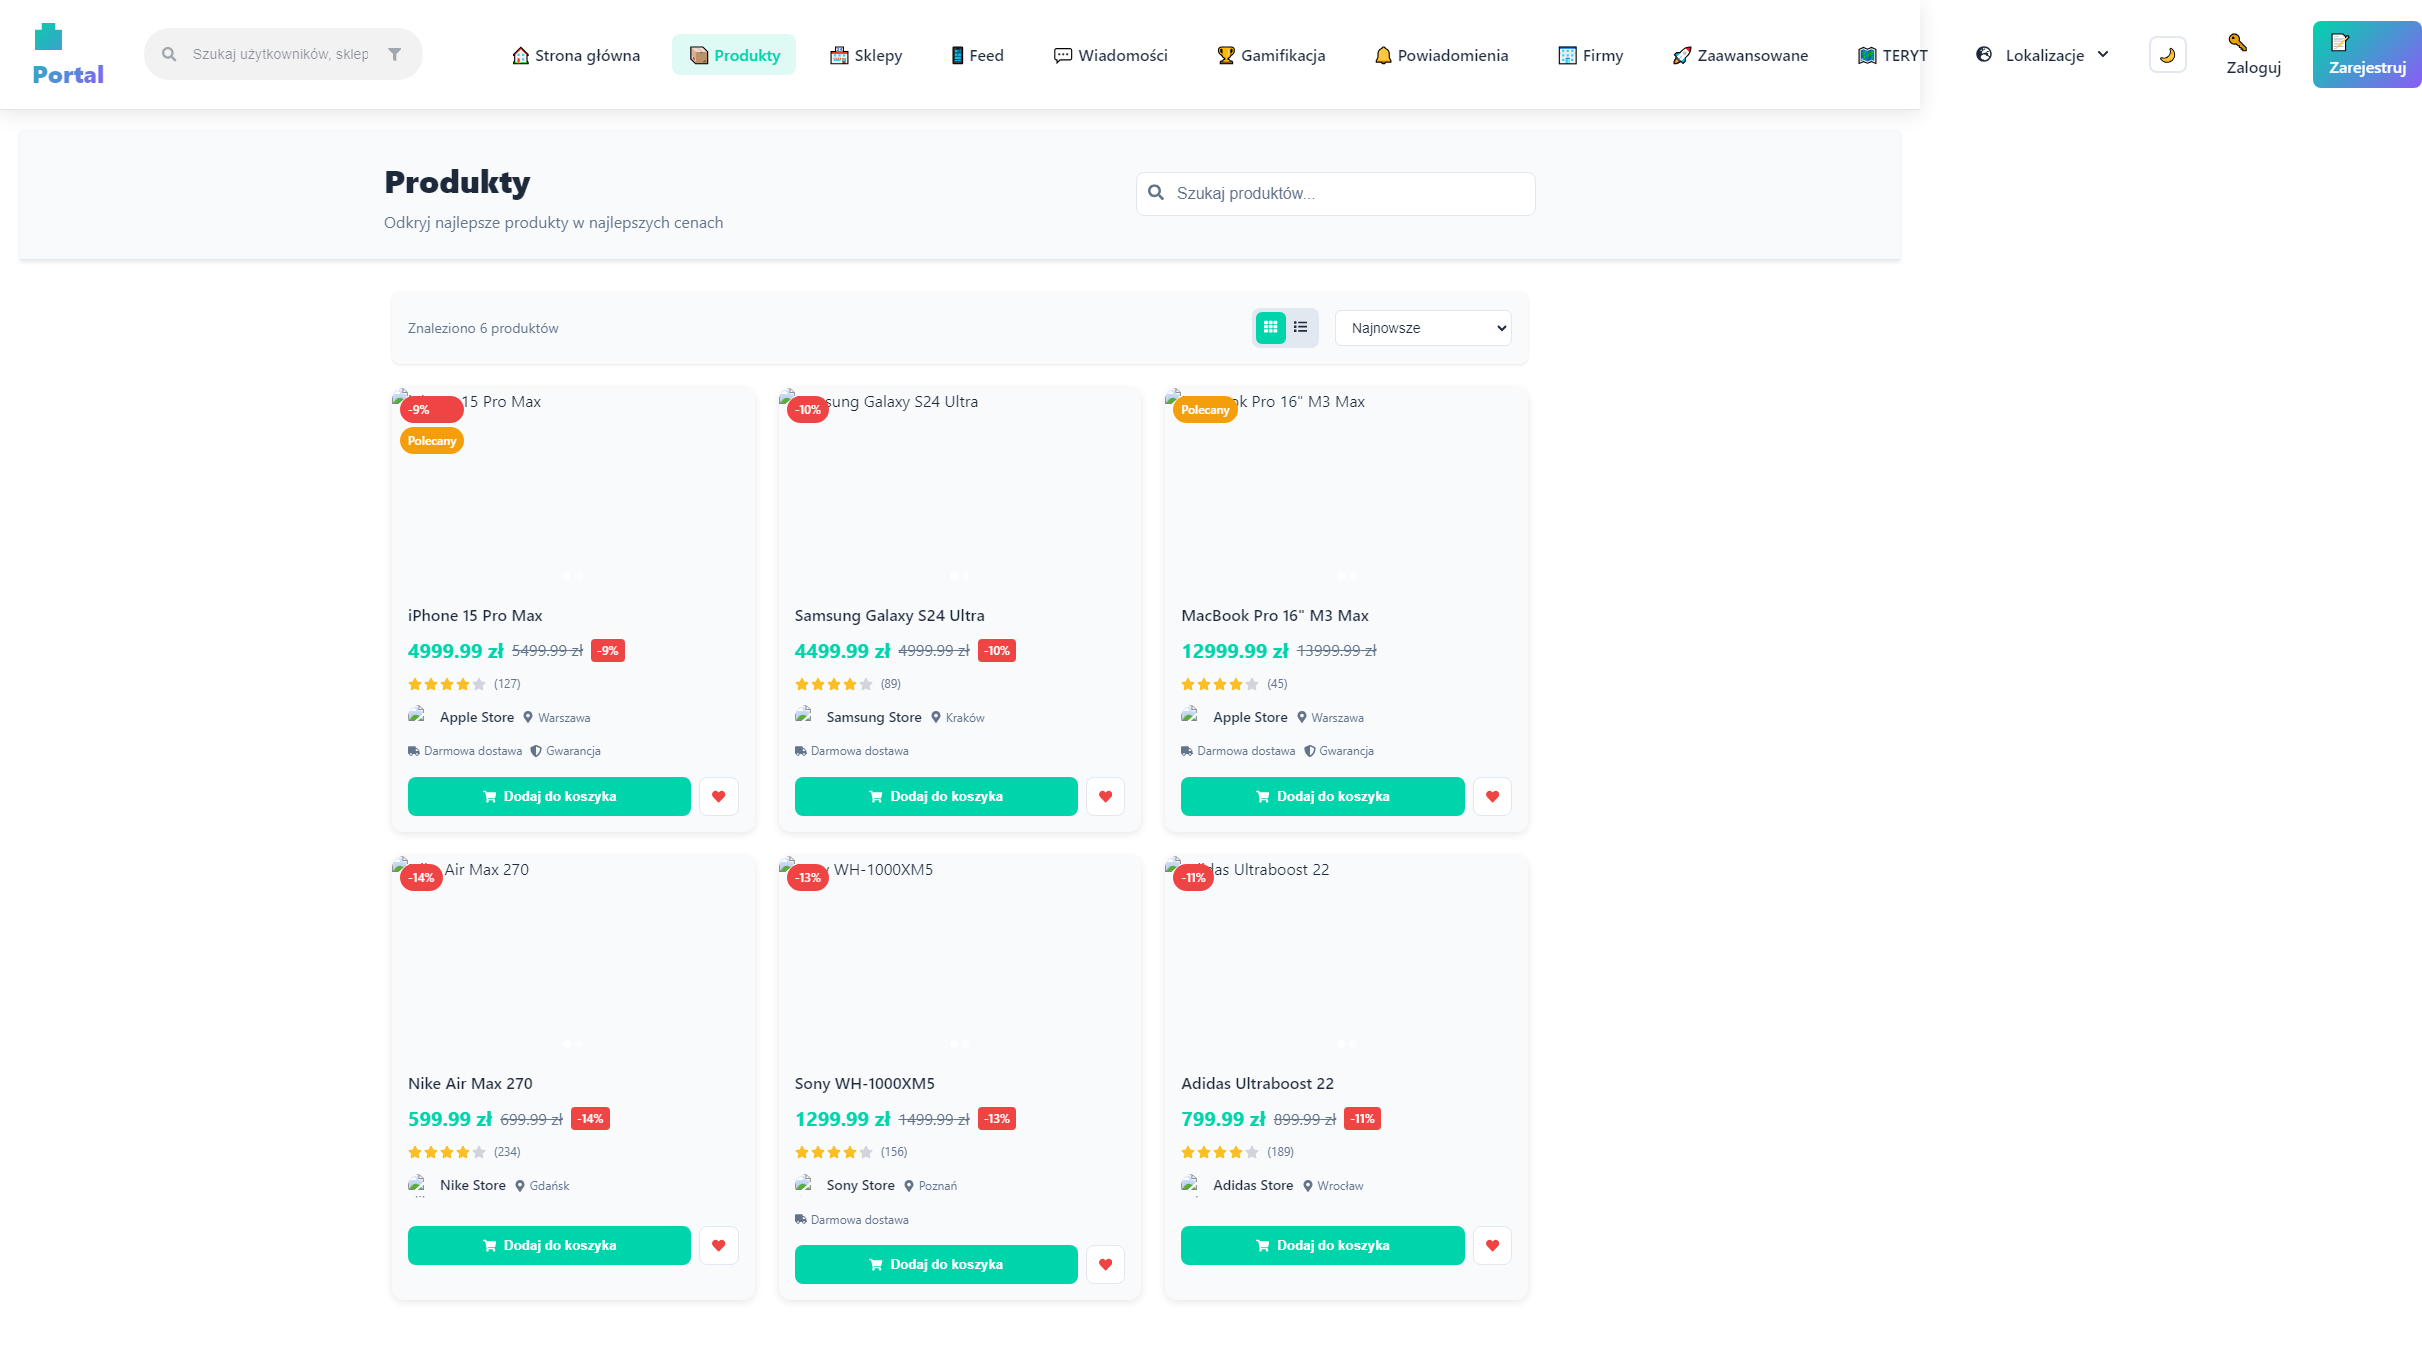 Portal
Szukaj użytkowników, sklep
Strona główna
Produkty
Sklepy
Feed
Wiadomości
Gamifikacja
Powiadomienia
Firmy
Zaawansowane
TERYT
Lokalizacje
Zaloguj
Zarejestruj
Produkty
Odkryj najlepsze produkty w najlepszych cenach
Szukaj produktów...
Znaleziono 6 produktów
Najnowsze
-9%
15 Pro Max
Polecany
iPhone 15 Pro Max
4999.99 zł 5499.99 zł -9%
(127)
Apple Store Warszawa
Darmowa dostawa Gwarancja
Dodaj do koszyka
-10%
Galaxy S24 Ultra
Samsung Galaxy S24 Ultra
4499.99 zł 4999.99 zł -10%
(89)
Samsung Store Kraków
Darmowa dostawa
Dodaj do koszyka
Polecany
Pro 16" M3 Max
MacBook Pro 16" M3 Max
12999.99 zł 13999.99 zł
(45)
Apple Store Warszawa
Darmowa dostawa Gwarancja
Dodaj do koszyka
-14%
Air Max 270
Nike Air Max 270
599.99 zł 699.99 zł -14%
(234)
Nike Store Gdańsk
Dodaj do koszyka
-13%
WH-1000XM5
Sony WH-1000XM5
1299.99 zł 1499.99 zł -13%
(156)
Sony Store Poznań
Darmowa dostawa
Dodaj do koszyka
-11%
Ultraboost 22
Adidas Ultraboost 22
799.99 zł 899.99 zł -11%
(189)
Adidas Store Wrocław
Dodaj do koszyka